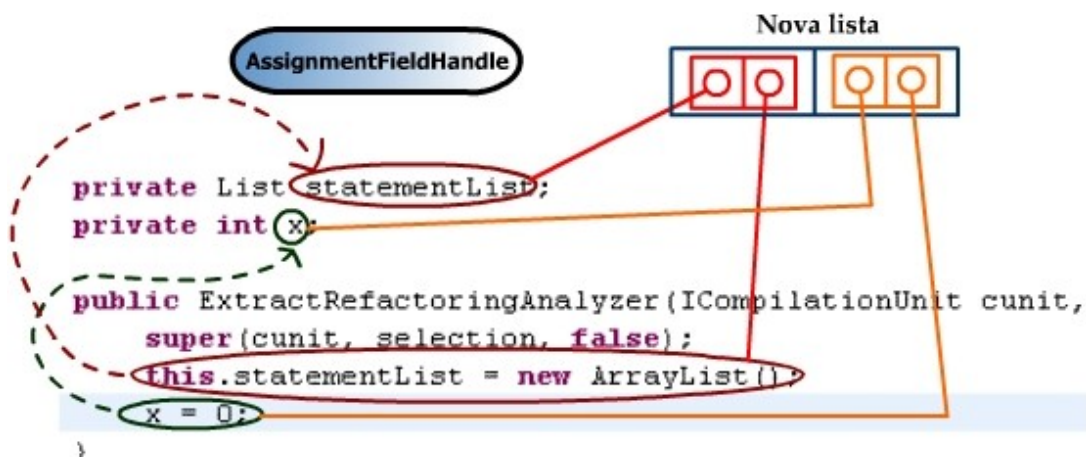 Nova lista
AssignmentFieldHandle
private List statementList;
private int x;
public ExtractRefactoringAnalyzer(ICompilationUnit cunit,
super(cunit, selection, false);
this.statementList = new ArrayList();
x = 0;
}